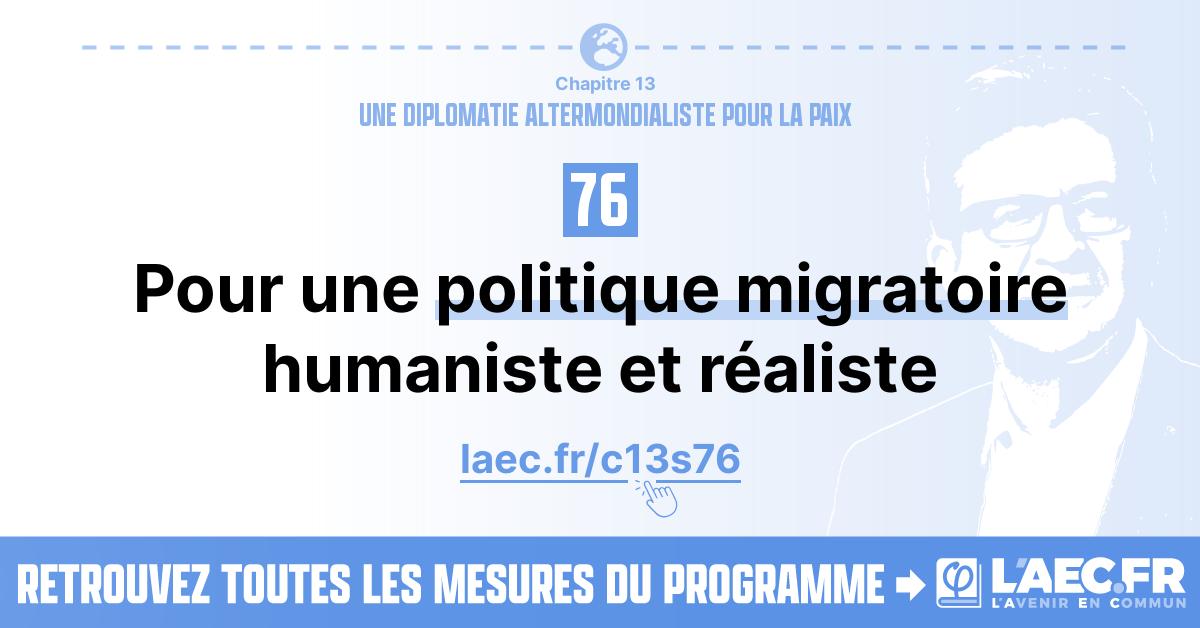 Chapitre 13
UNE DIPLOMATIE ALTERMONDIALISTE POUR LA PAIX
76
Pour une politique migratoire
humaniste et réaliste
laec.fr/c13s76
RETROUVEZ TOUTES LES MESURES DU PROGRAMME
L'AEC.FR
L'AVENIR EN COMMUN